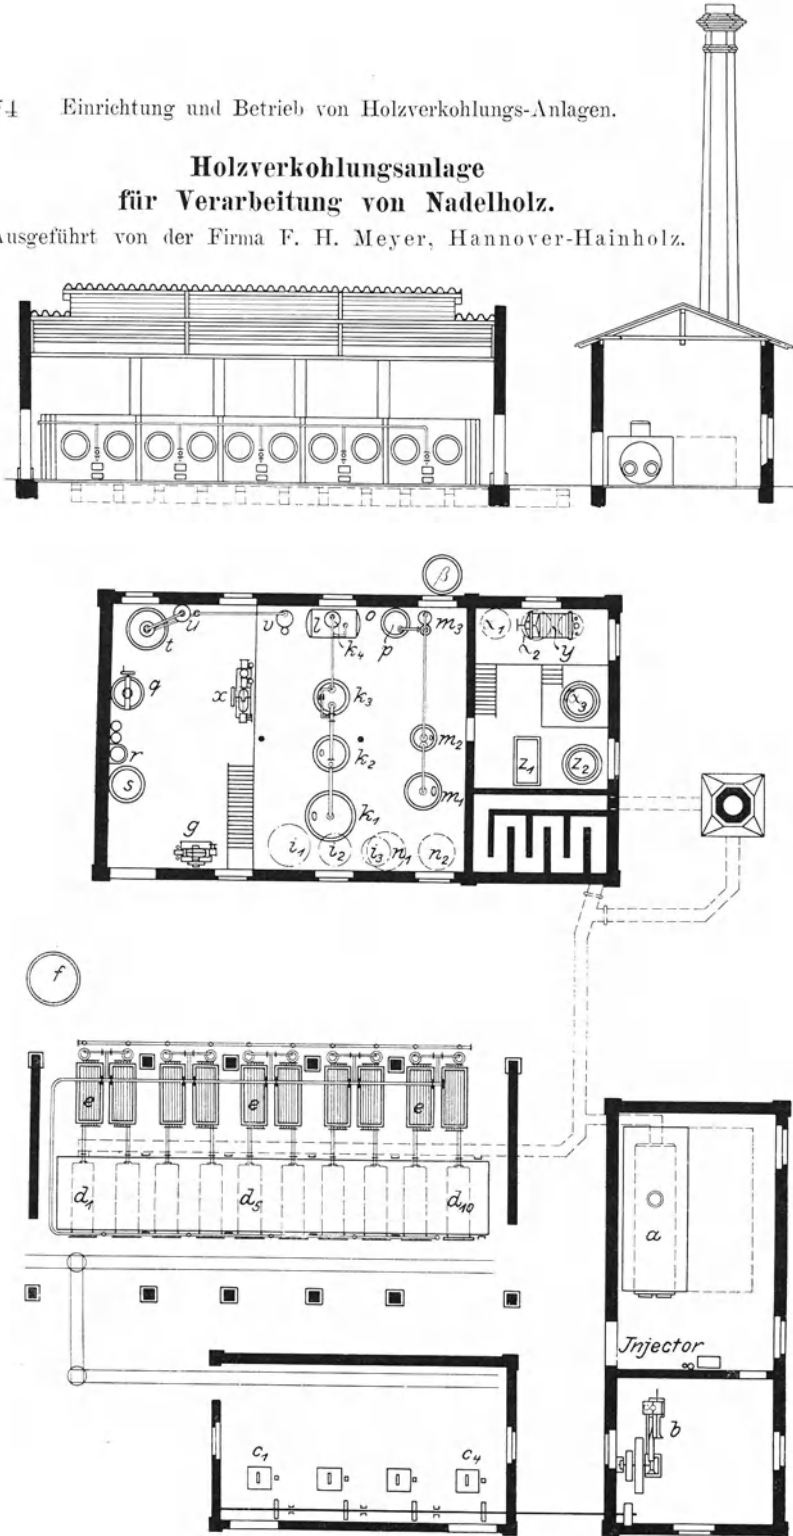 74 Einrichtung und Betrieb von Holzverkohlungs-Anlagen.
Holzverkohlungsanlage
für Verarbeitung von Nadelholz.
Ausgeführt von der Firma F. H. Meyer, Hannover-Hainholz.
β
t u v l k₄ o p m₃ x₁ x₂ y
q x k₃ x₃
r k₂ m₂ z₁ z₂
s k₁ m₁
g i₁ i₂ i₃ n₁ n₂
f
e e e
d₁ d₅ d₁₀
a
Injector
b
c₁ c₄